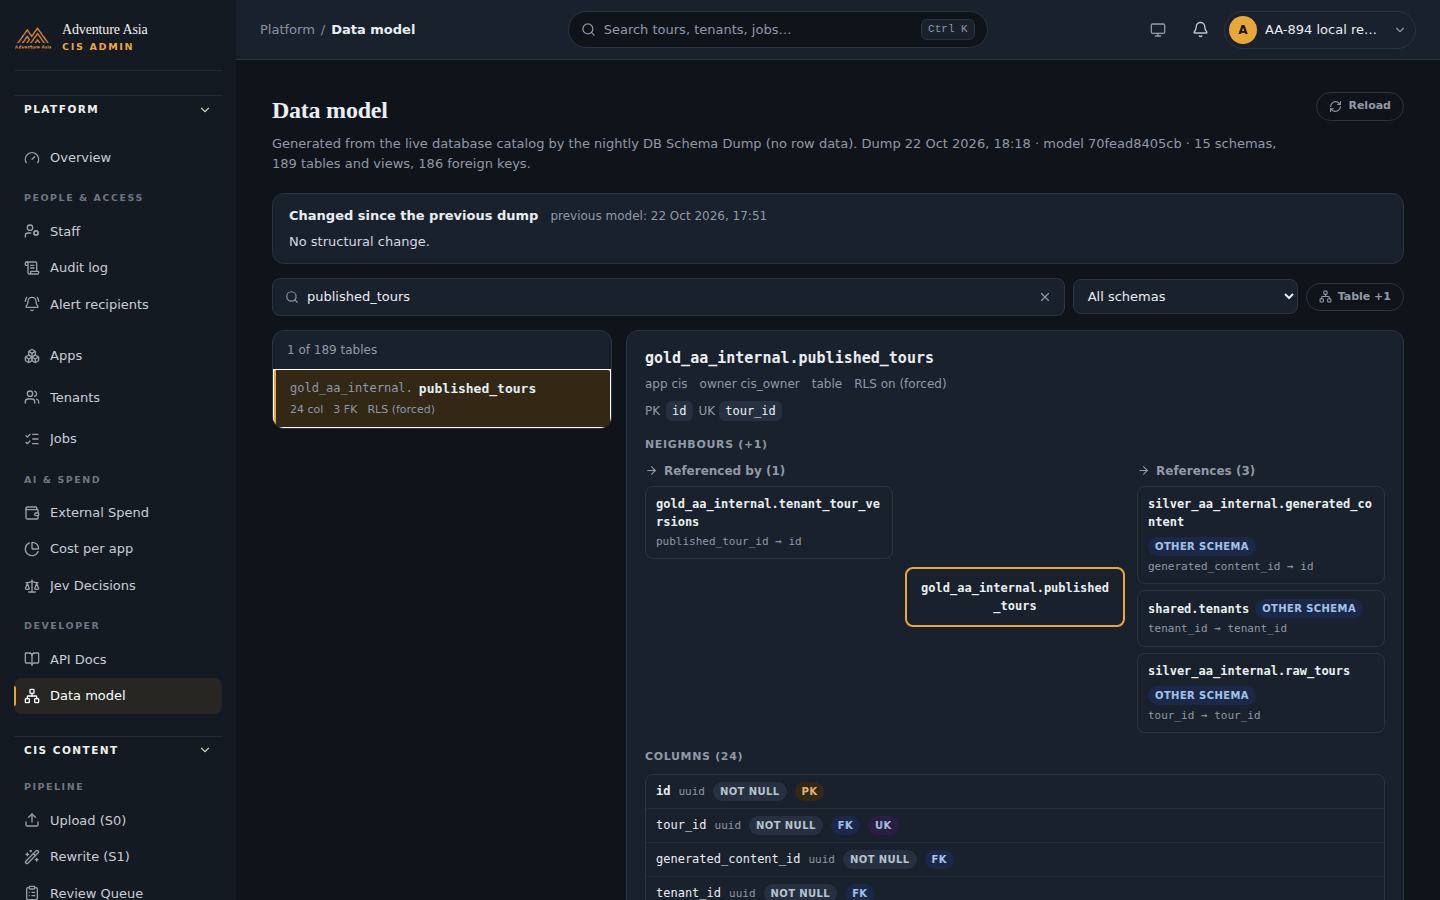 Adventure Asia
Adventure Asia
CIS ADMIN
Platform / Data model
Search tours, tenants, jobs...
Ctrl K
A
AA-894 local re...
PLATFORM
Overview
PEOPLE & ACCESS
Staff
Audit log
Alert recipients
Apps
Tenants
Jobs
AI & SPEND
External Spend
Cost per app
Jev Decisions
DEVELOPER
API Docs
Data model
CIS CONTENT
PIPELINE
Upload (S0)
Rewrite (S1)
Review Queue
Data model
Reload
Generated from the live database catalog by the nightly DB Schema Dump (no row data). Dump 22 Oct 2026, 18:18 · model 70fead8405cb · 15 schemas,
189 tables and views, 186 foreign keys.
Changed since the previous dump previous model: 22 Oct 2026, 17:51
No structural change.
published_tours
All schemas
Table +1
1 of 189 tables
gold_aa_internal. published_tours
24 col 3 FK RLS (forced)
gold_aa_internal.published_tours
app cis owner cis_owner table RLS on (forced)
PK id UK tour_id
NEIGHBOURS (+1)
→ Referenced by (1)
gold_aa_internal.tenant_tour_ve
rsions
published_tour_id → id
gold_aa_internal.published
_tours
→ References (3)
silver_aa_internal.generated_co
ntent
OTHER SCHEMA
generated_content_id → id
shared.tenants OTHER SCHEMA
tenant_id → tenant_id
silver_aa_internal.raw_tours
OTHER SCHEMA
tour_id → tour_id
COLUMNS (24)
id uuid NOT NULL PK
tour_id uuid NOT NULL FK UK
generated_content_id uuid NOT NULL FK
tenant_id uuid NOT NULL FK